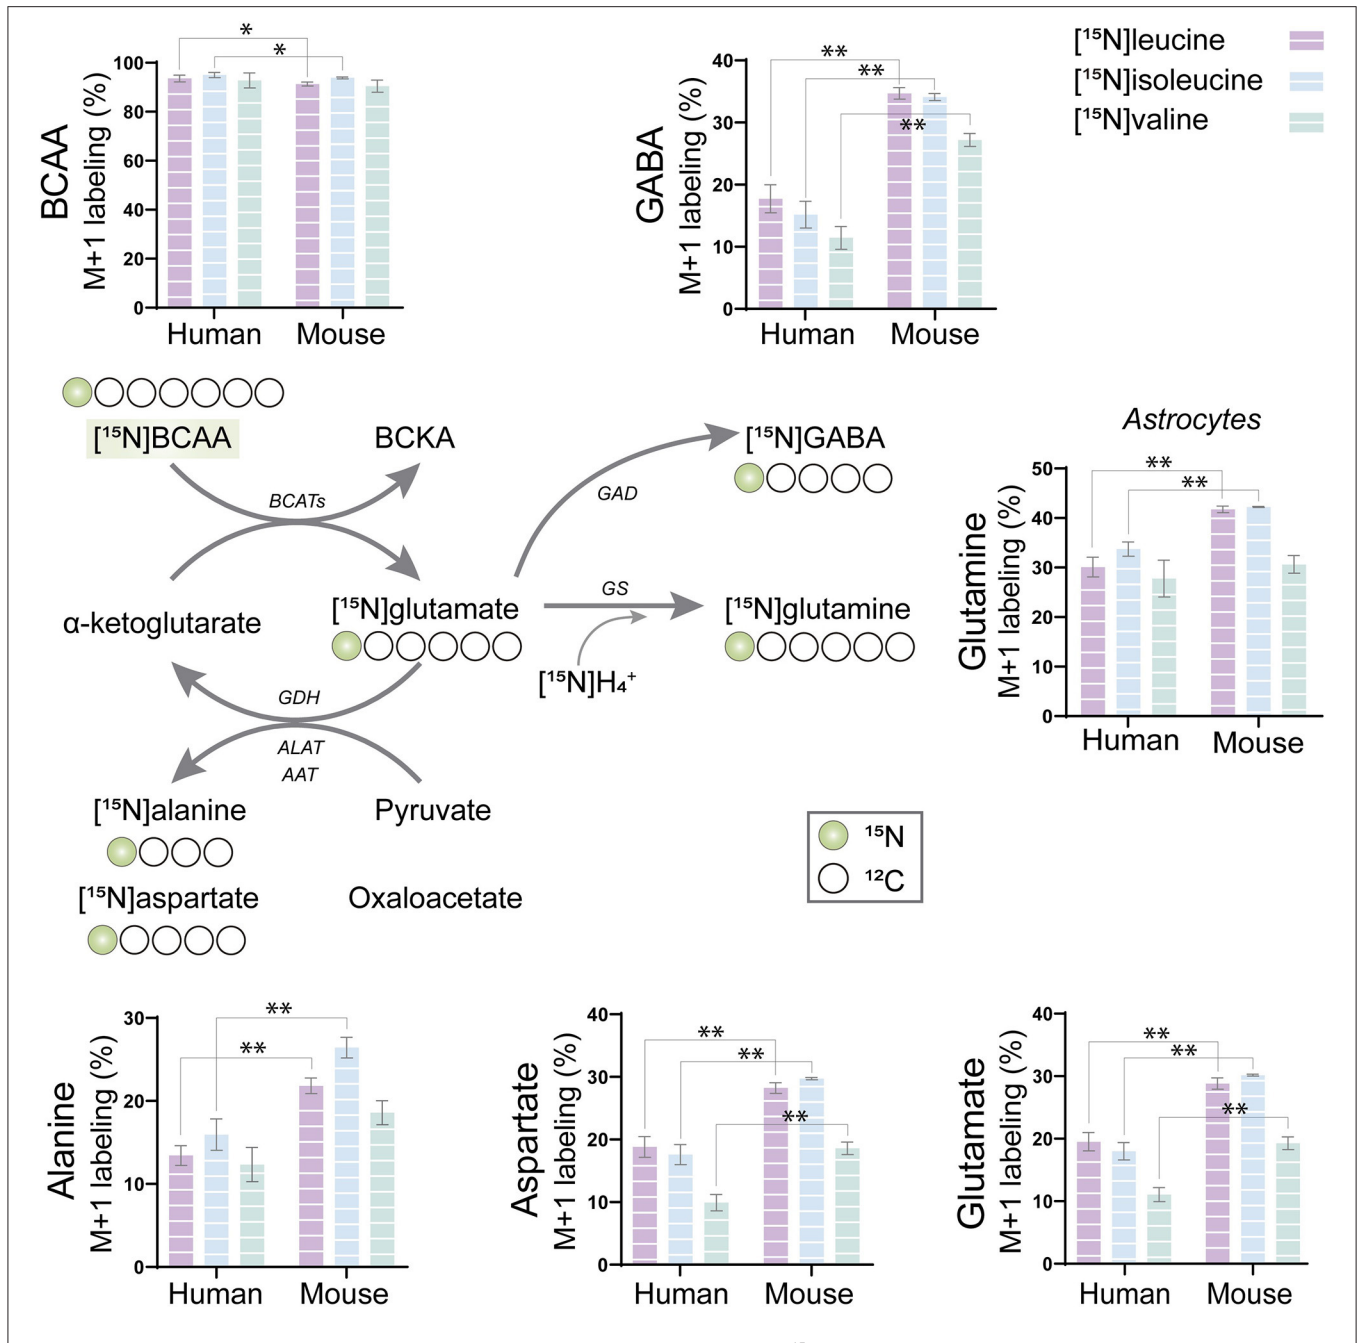 BCAA
M+1 labeling (%)
*
*
100
80
60
40
20
0
Human
Mouse
GABA
M+1 labeling (%)
**
**
**
40
30
20
10
0
Human
Mouse
[¹⁵N]leucine
[¹⁵N]isoleucine
[¹⁵N]valine
[¹⁵N]BCAA
BCKA
BCATs
α-ketoglutarate
[¹⁵N]glutamate
GAD
[¹⁵N]GABA
GS
[¹⁵N]glutamine
[¹⁵N]H₄⁺
GDH
ALAT
AAT
[¹⁵N]alanine
Pyruvate
[¹⁵N]aspartate
Oxaloacetate
¹⁵N
¹²C
Astrocytes
Glutamine
M+1 labeling (%)
**
**
50
40
30
20
10
0
Human
Mouse
Alanine
M+1 labeling (%)
**
**
30
20
10
0
Human
Mouse
Aspartate
M+1 labeling (%)
**
**
**
40
30
20
10
0
Human
Mouse
Glutamate
M+1 labeling (%)
**
**
**
40
30
20
10
0
Human
Mouse